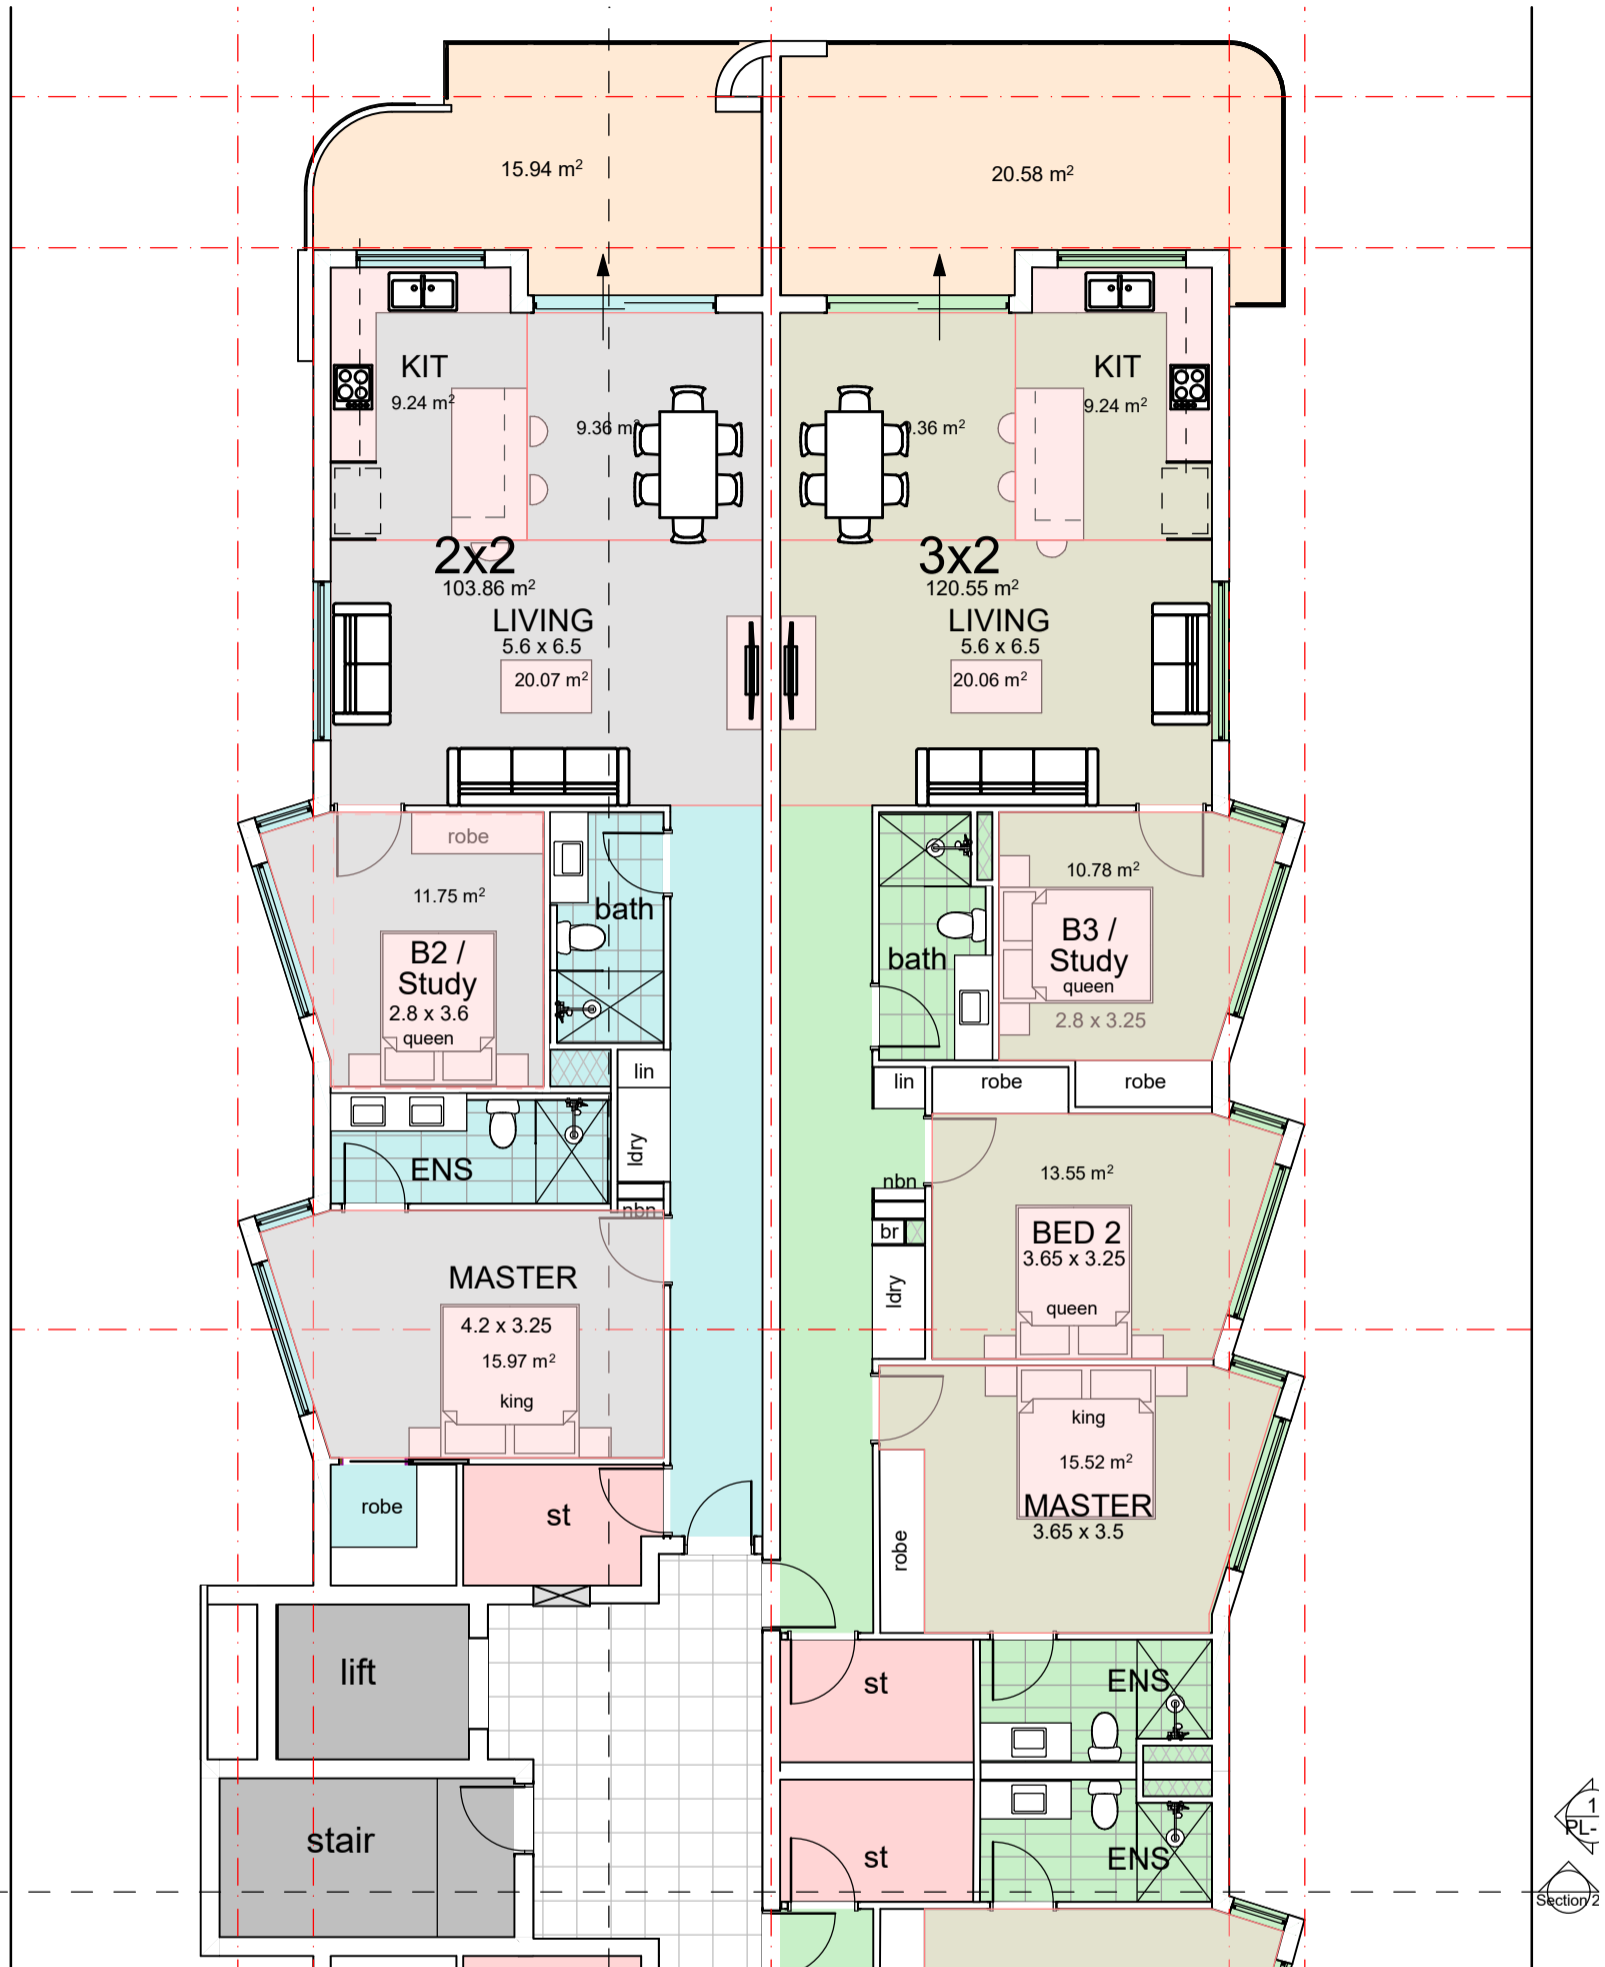 15.94 m²
20.58 m²
KIT
9.24 m²
9.36 m²
KIT
9.24 m²
9.36 m²
2x2
103.86 m²
LIVING
5.6 x 6.5
20.07 m²
3x2
120.55 m²
LIVING
5.6 x 6.5
20.06 m²
robe
11.75 m²
B2 /
Study
2.8 x 3.6
queen
bath
bath
10.78 m²
B3 /
Study
queen
2.8 x 3.25
lin
ldry
nbn
ENS
lin
robe
robe
nbn
br
ldry
13.55 m²
BED 2
3.65 x 3.25
queen
MASTER
4.2 x 3.25
15.97 m²
king
king
15.52 m²
MASTER
3.65 x 3.5
robe
robe
st
lift
stair
st
ENS
st
ENS
1
PL-
Section 2